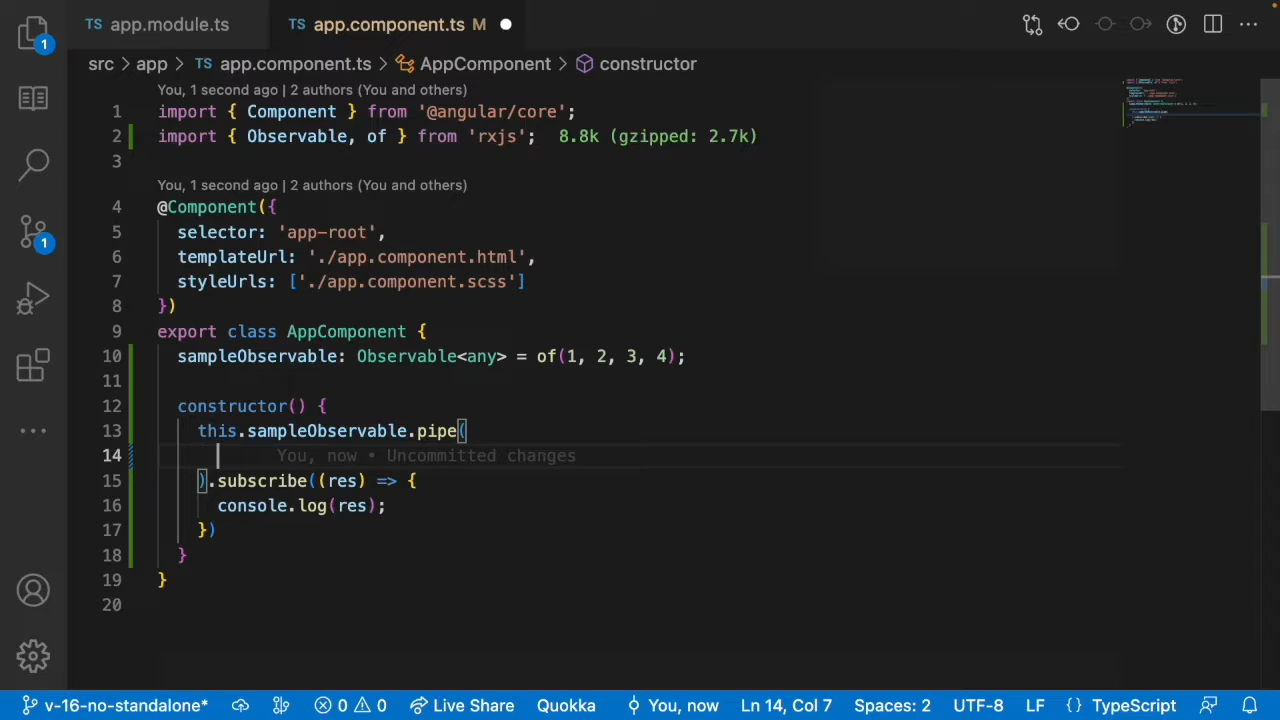 TS app.module.ts
TS app.component.ts M
src > app > TS app.component.ts > AppComponent > constructor
You, 1 second ago | 2 authors (You and others)
1 import { Component } from '@angular/core';
2 import { Observable, of } from 'rxjs'; 8.8k (gzipped: 2.7k)
3
You, 1 second ago | 2 authors (You and others)
4 @Component({
5 selector: 'app-root',
6 templateUrl: './app.component.html',
7 styleUrls: ['./app.component.scss']
8 })
9 export class AppComponent {
10 sampleObservable: Observable<any> = of(1, 2, 3, 4);
11
12 constructor() {
13 this.sampleObservable.pipe(
14 You, now • Uncommitted changes
15 ).subscribe((res) => {
16 console.log(res);
17 })
18 }
19 }
20
1
1
v-16-no-standalone* 0 0 Live Share Quokka You, now Ln 14, Col 7 Spaces: 2 UTF-8 LF {} TypeScript